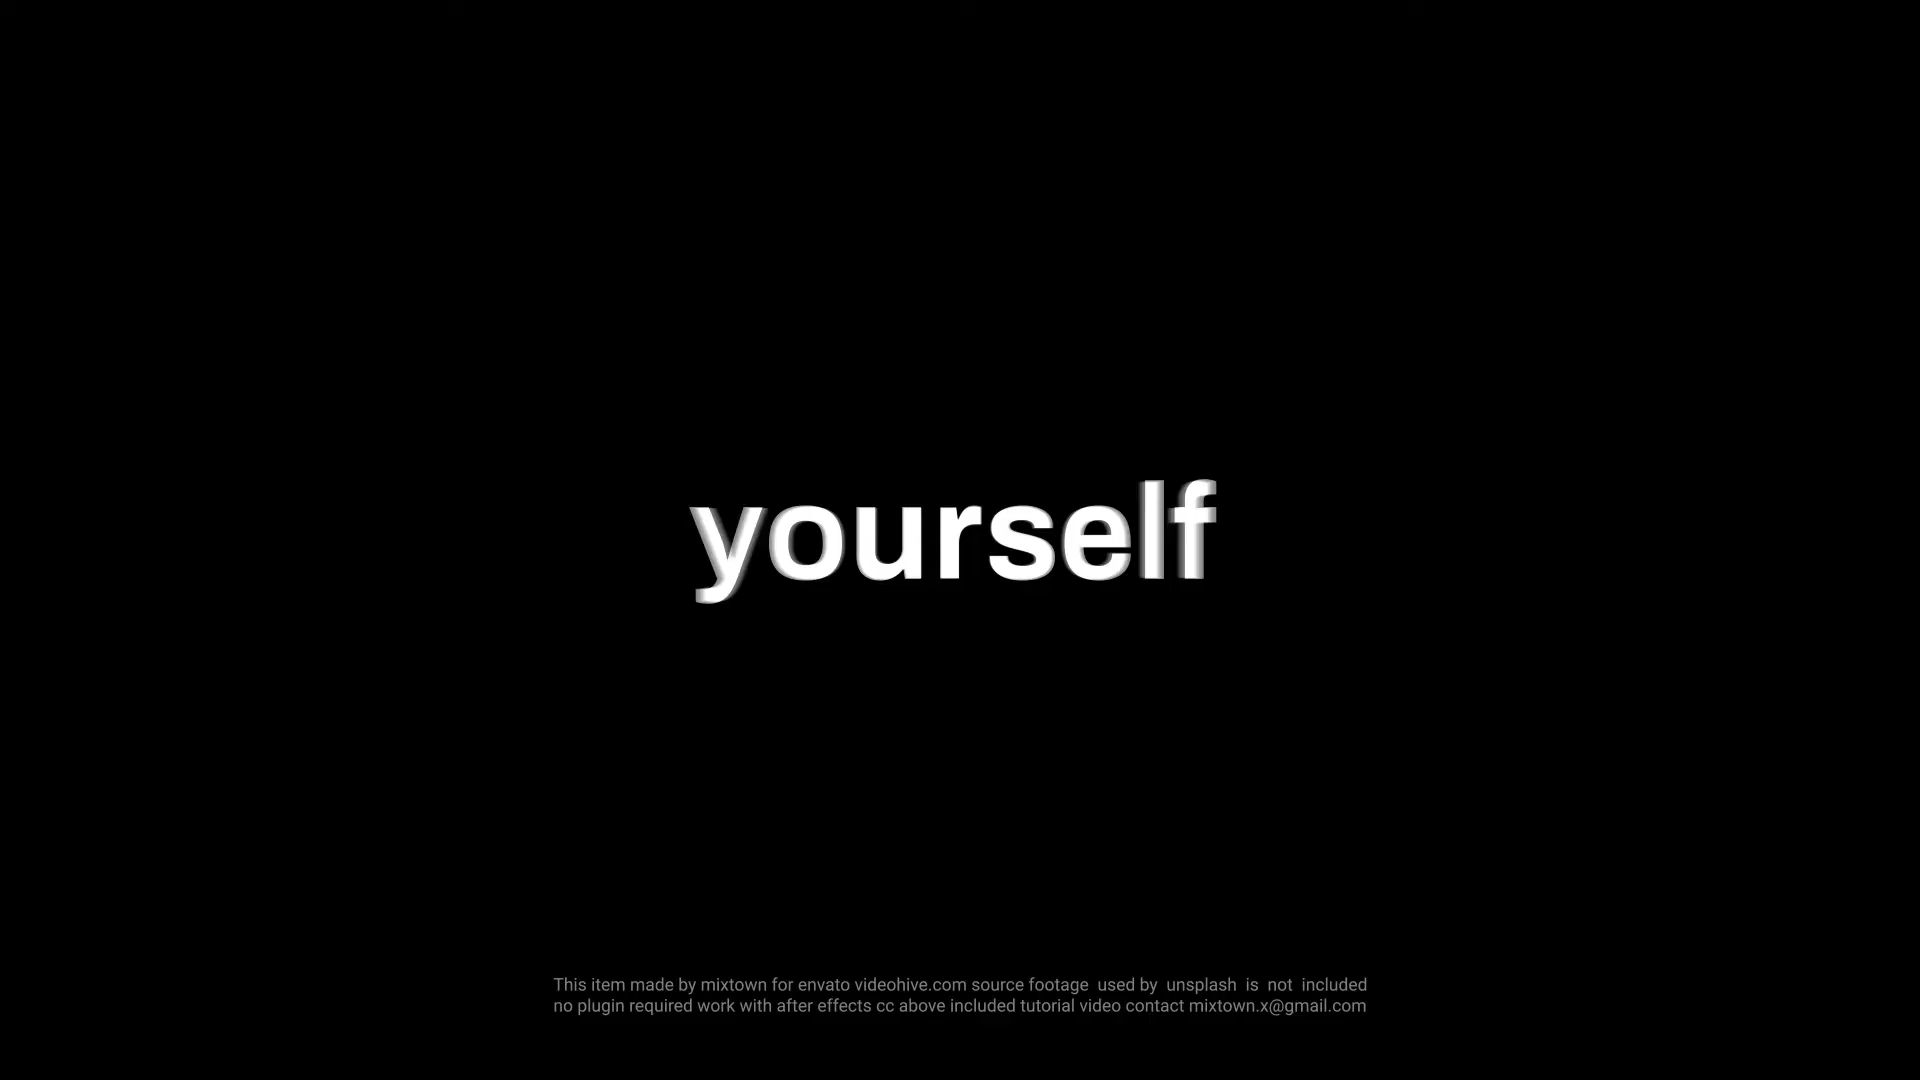 yourself
This item made by mixtown for envato videohive.com source footage used by unsplash is not included
no plugin required work with after effects cc above included tutorial video contact mixtown.x@gmail.com